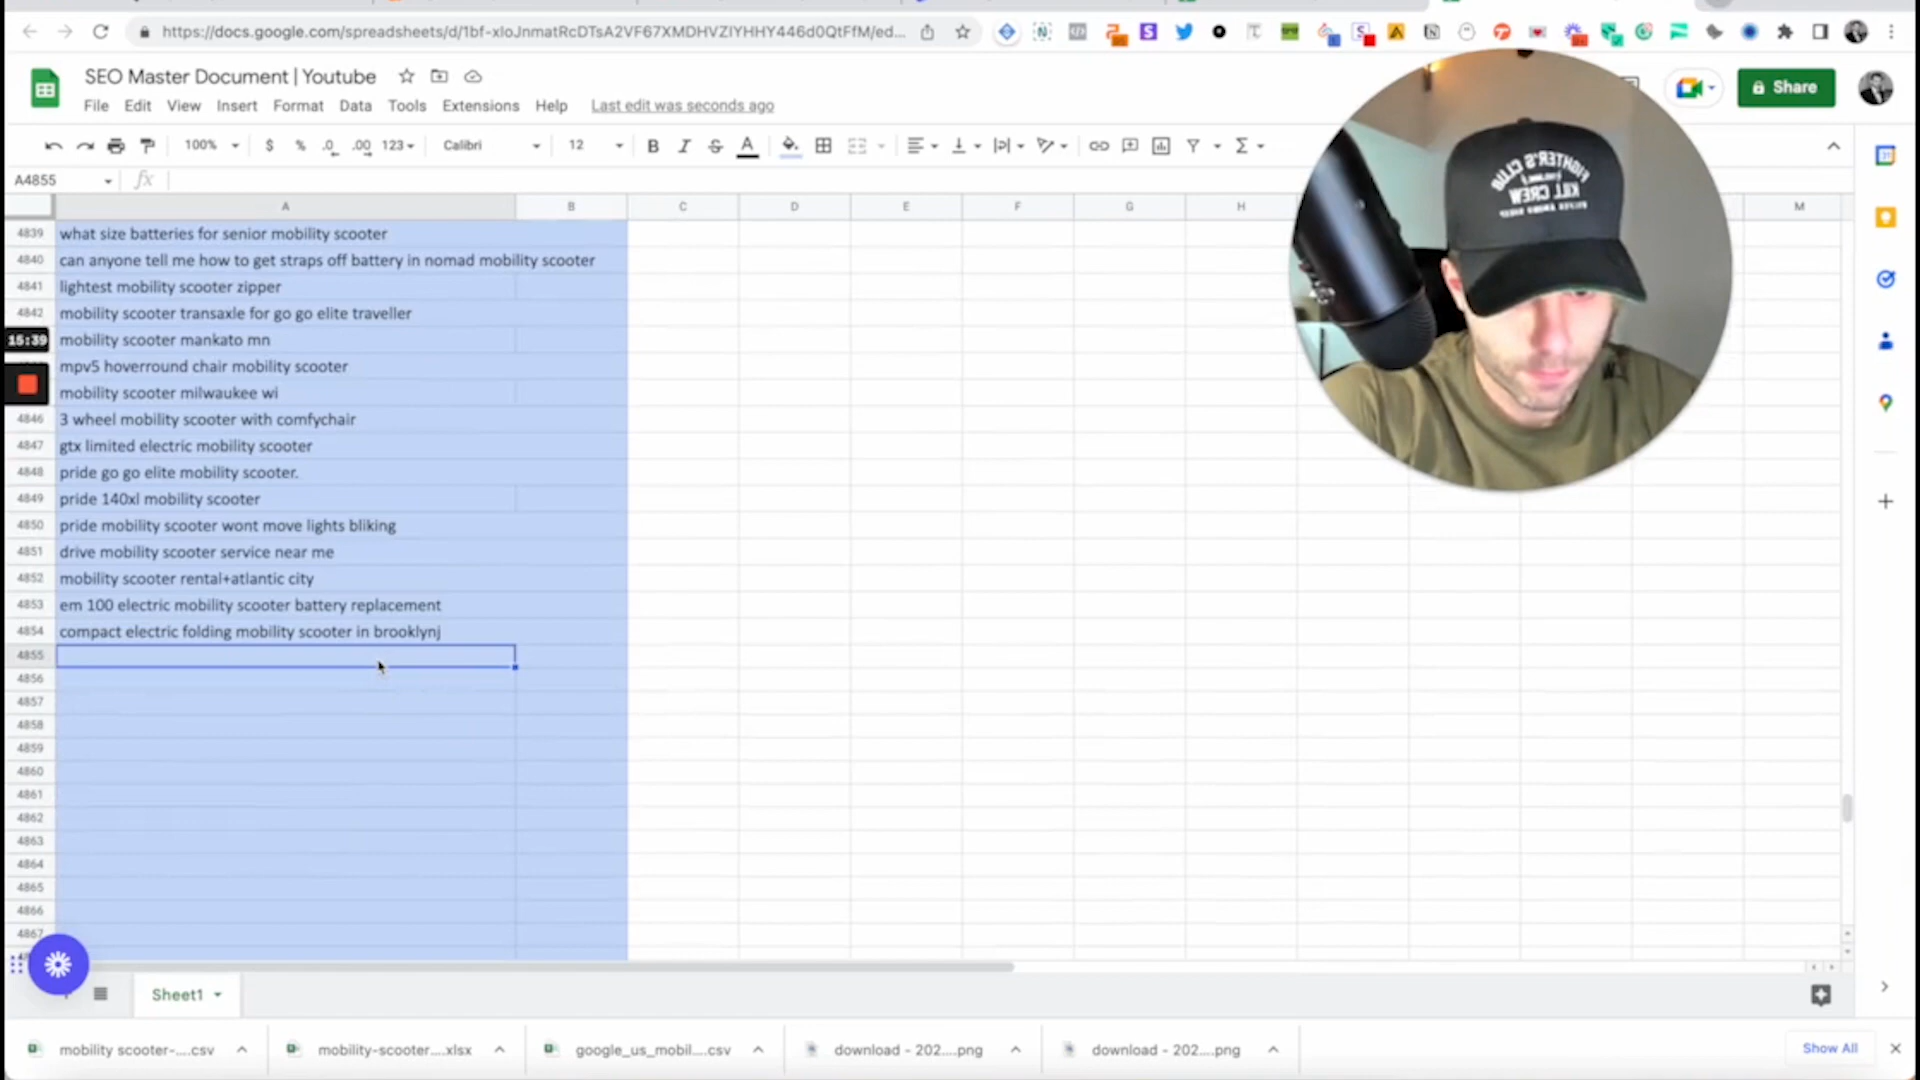 https://docs.google.com/spreadsheets/d/1bf-xloJnmatRcDTsA2VF67XMDHVZIYHHY446d0QtFfM/ed...
SEO Master Document | Youtube
File Edit View Insert Format Data Tools Extensions Help Last edit was seconds ago
Share
100% $ % .0 .00 123 Calibri 12 B I S A
A4855 fx
A B C D E F G H M
4839 what size batteries for senior mobility scooter
4840 can anyone tell me how to get straps off battery in nomad mobility scooter
4841 lightest mobility scooter zipper
4842 mobility scooter transaxle for go go elite traveller
15:39 mobility scooter mankato mn
mpv5 hoverround chair mobility scooter
mobility scooter milwaukee wi
4846 3 wheel mobility scooter with comfychair
4847 gtx limited electric mobility scooter
4848 pride go go elite mobility scooter.
4849 pride 140xl mobility scooter
4850 pride mobility scooter wont move lights bliking
4851 drive mobility scooter service near me
4852 mobility scooter rental+atlantic city
4853 em 100 electric mobility scooter battery replacement
4854 compact electric folding mobility scooter in brooklynj
4855
4856
4857
4858
4859
4860
4861
4862
4863
4864
4865
4866
4867
Sheet1
mobility scooter-....csv mobility-scooter....xlsx google_us_mobil....csv download - 202....png download - 202....png Show All
FIGHTER'S CLUB
KILL CREW